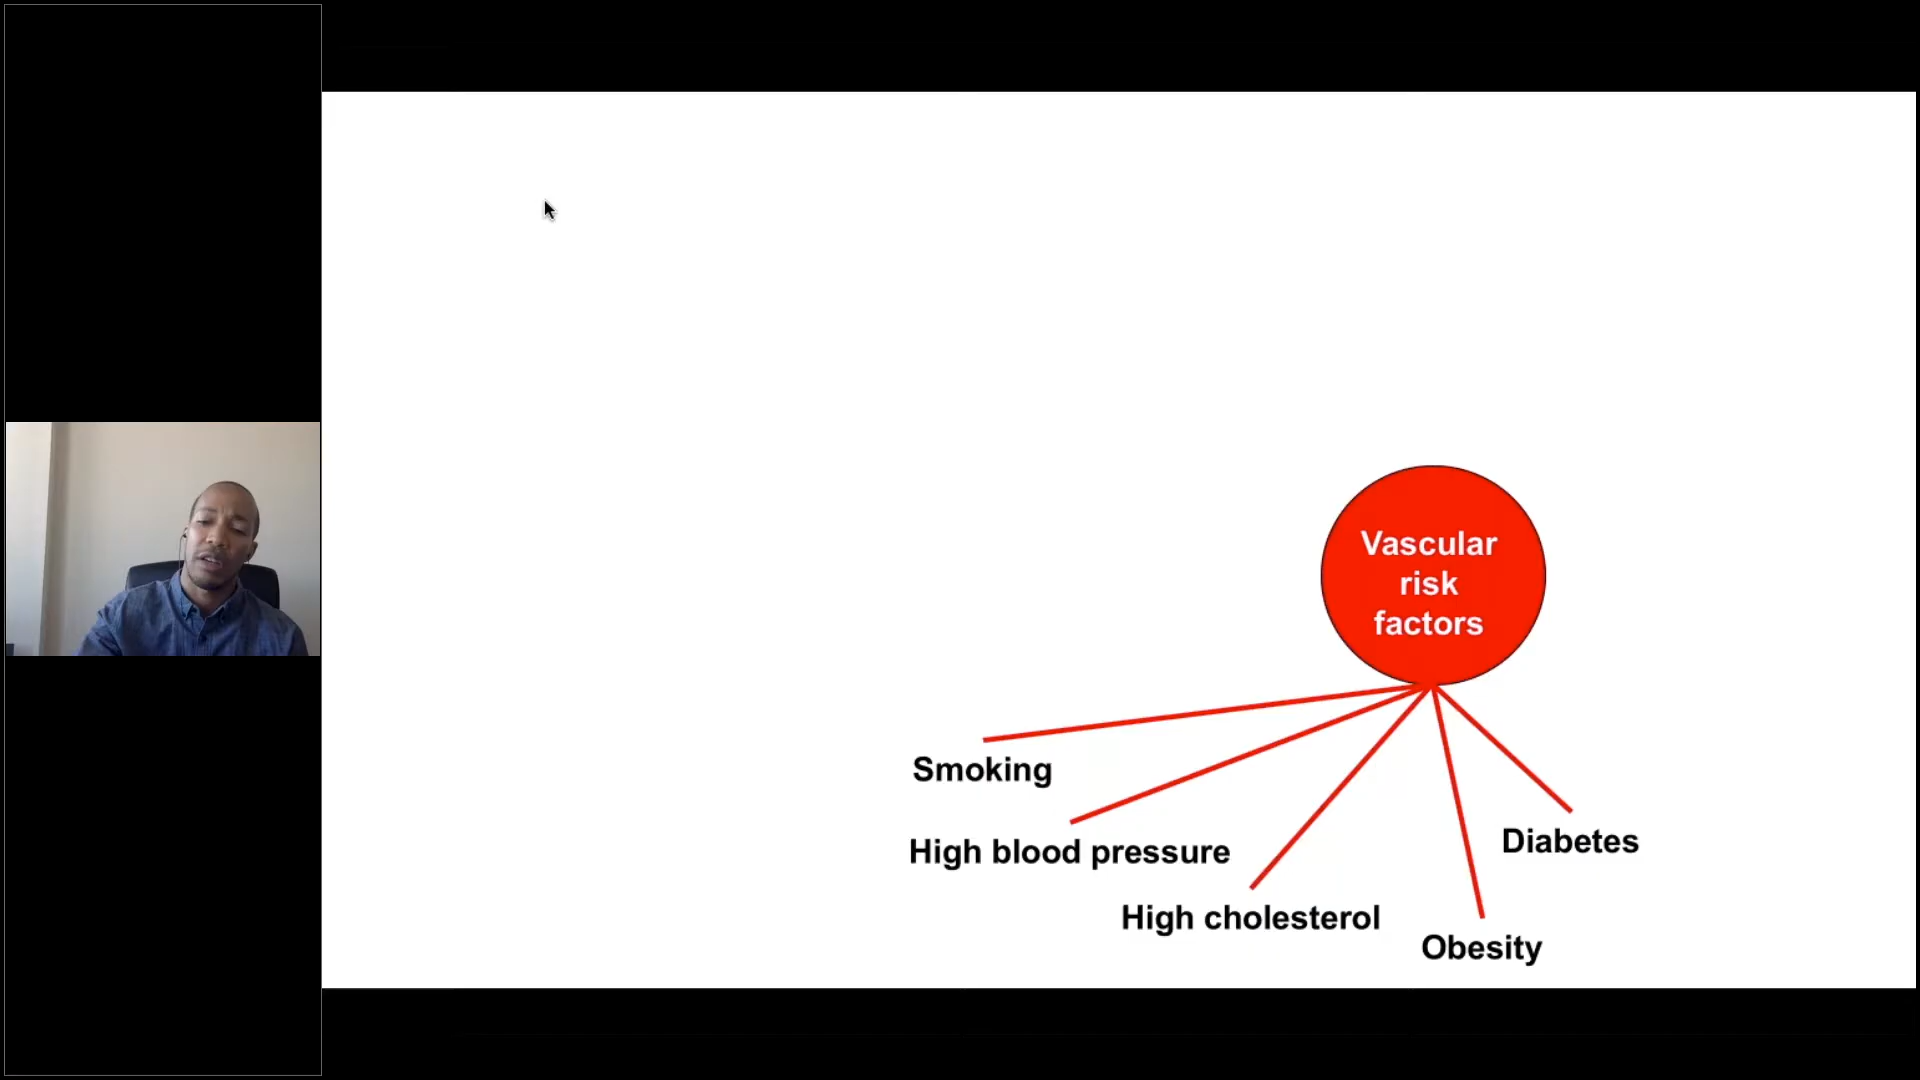 Vascular
risk
factors
Smoking
High blood pressure
High cholesterol
Obesity
Diabetes